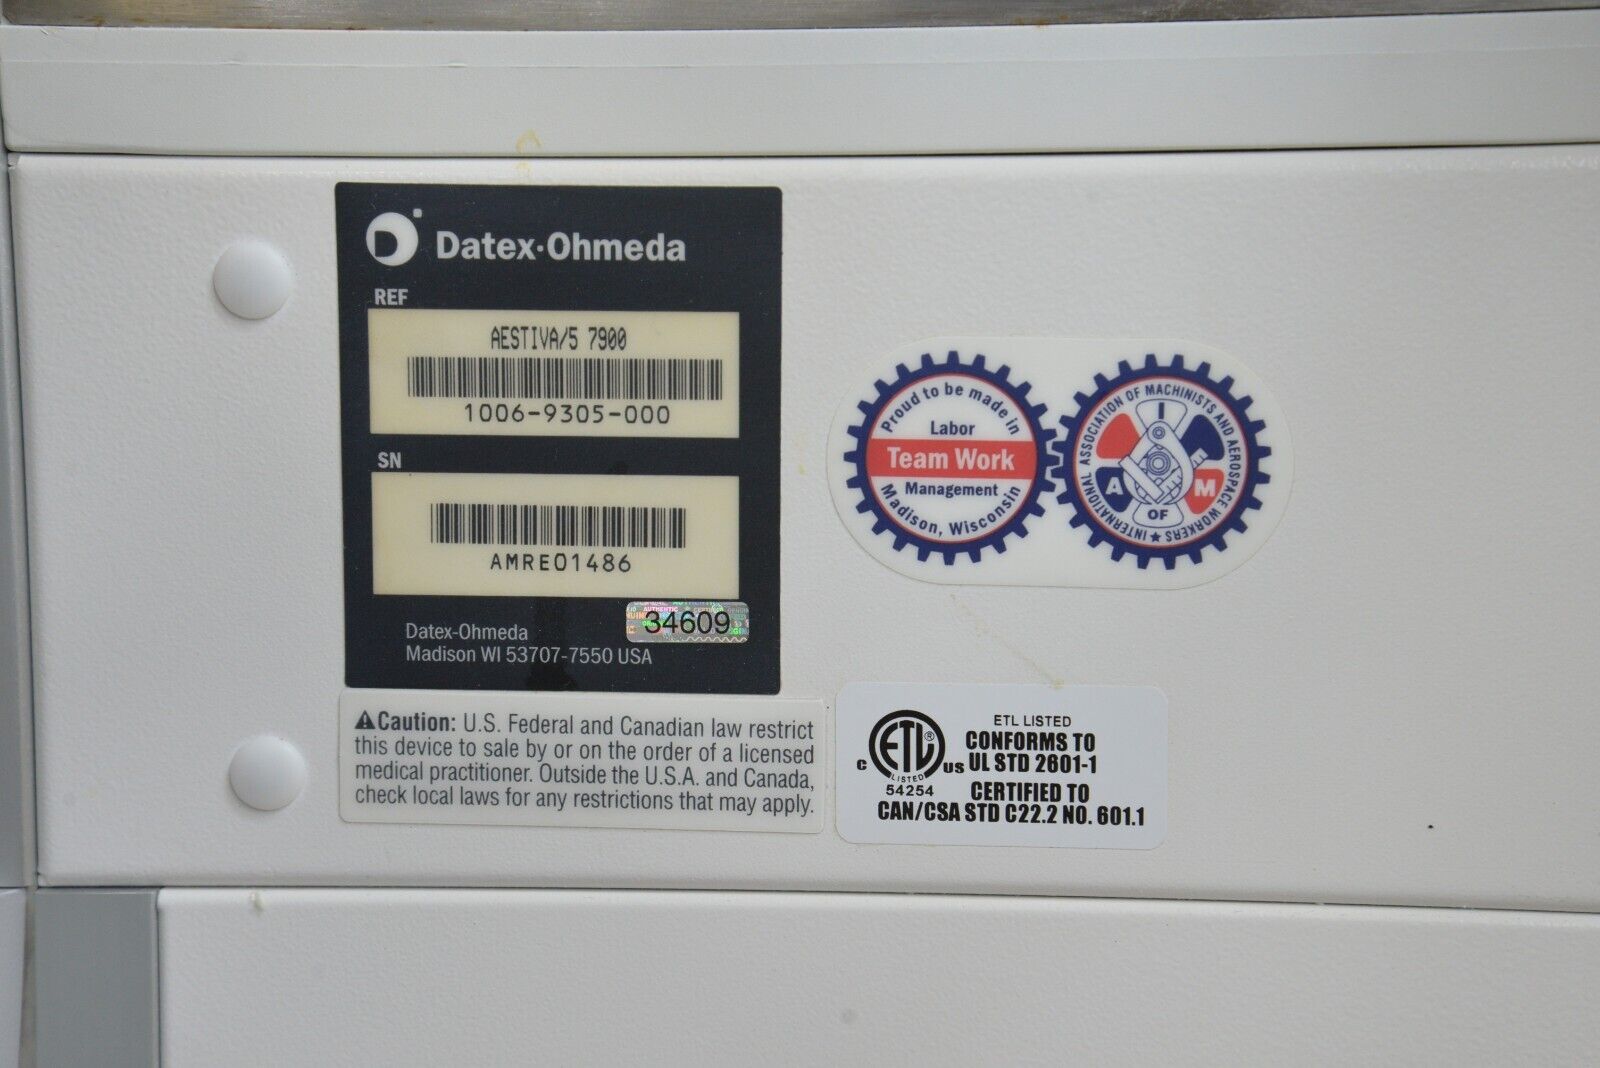 Datex·Ohmeda
REF
AESTIVA/5 7900
1006-9305-000
SN
AMRE01486
34609
AUTHENTIC
Datex-Ohmeda
Madison WI 53707-7550 USA
Caution: U.S. Federal and Canadian law restrict
this device to sale by or on the order of a licensed
medical practitioner. Outside the U.S.A. and Canada,
check local laws for any restrictions that may apply.
Proud to be made in
Labor
Team Work
Management
Madison, Wisconsin
INTERNATIONAL ASSOCIATION OF MACHINISTS AND AEROSPACE WORKERS ★
I
A M
OF
ETL LISTED
CONFORMS TO
UL STD 2601-1
CERTIFIED TO
CAN/CSA STD C22.2 NO. 601.1
C ETL® US
LISTED
54254